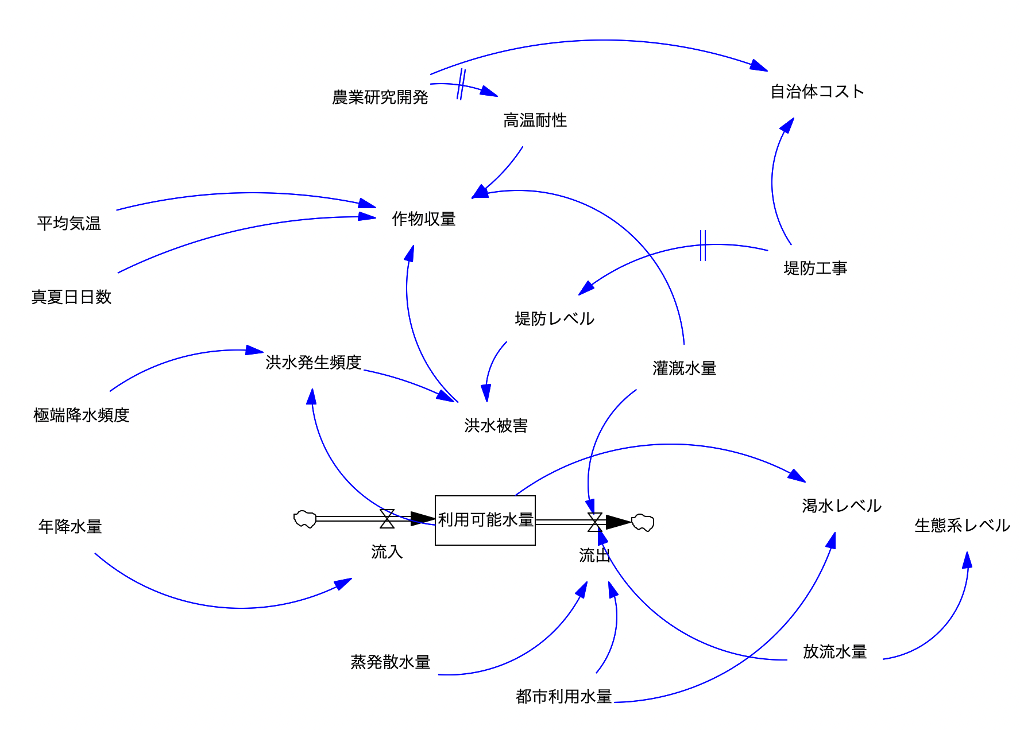 農業研究開発
自治体コスト
高温耐性
平均気温
作物収量
堤防工事
真夏日日数
堤防レベル
洪水発生頻度
灌漑水量
極端降水頻度
洪水被害
年降水量
利用可能水量
渇水レベル
生態系レベル
流入
流出
蒸発散水量
放流水量
都市利用水量